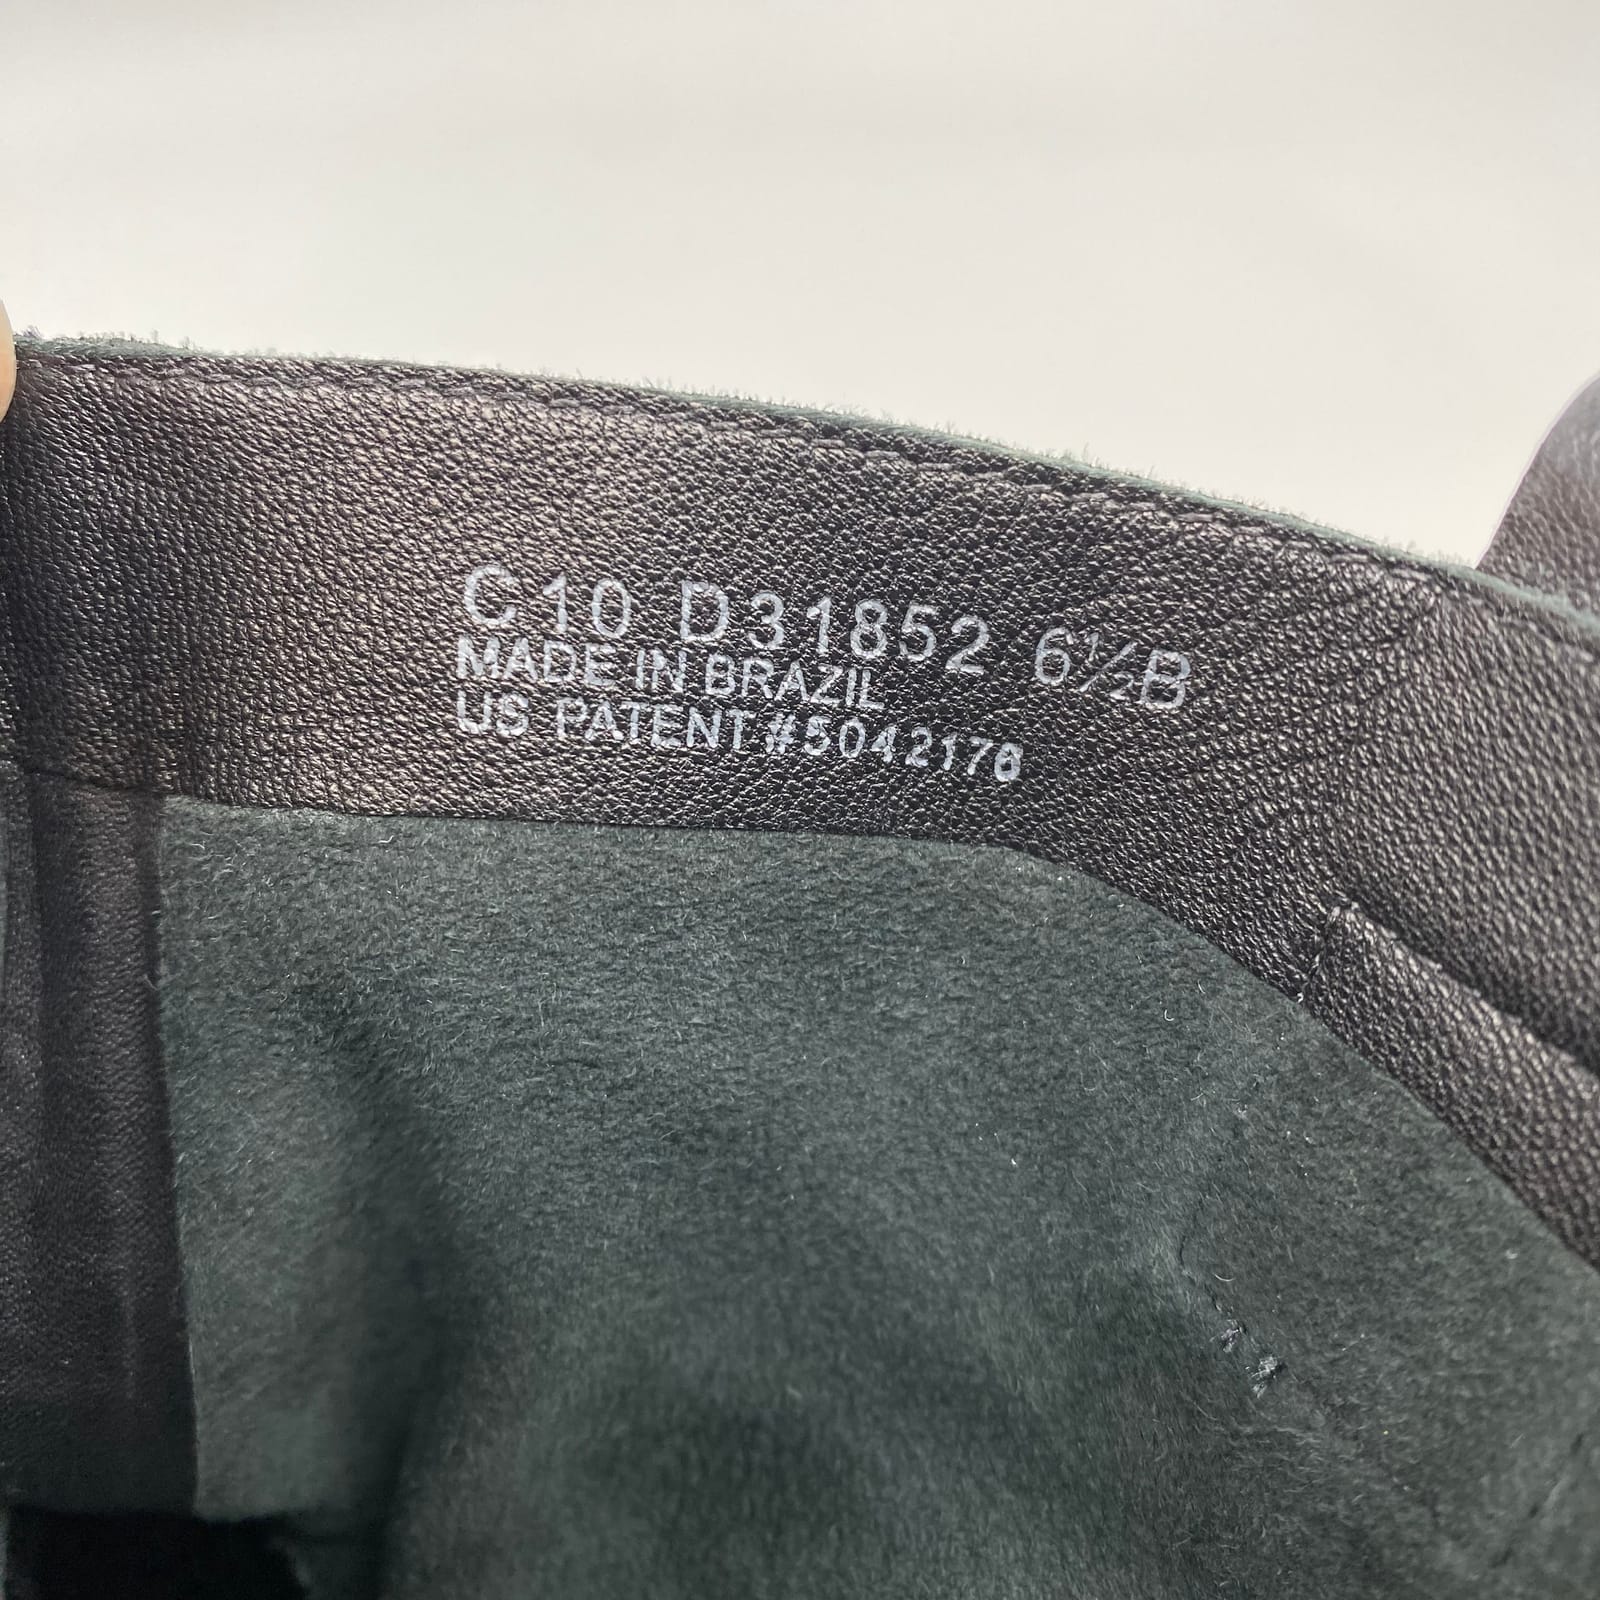 C10 D31852 6½B
MADE IN BRAZIL
US PATENT #5042176